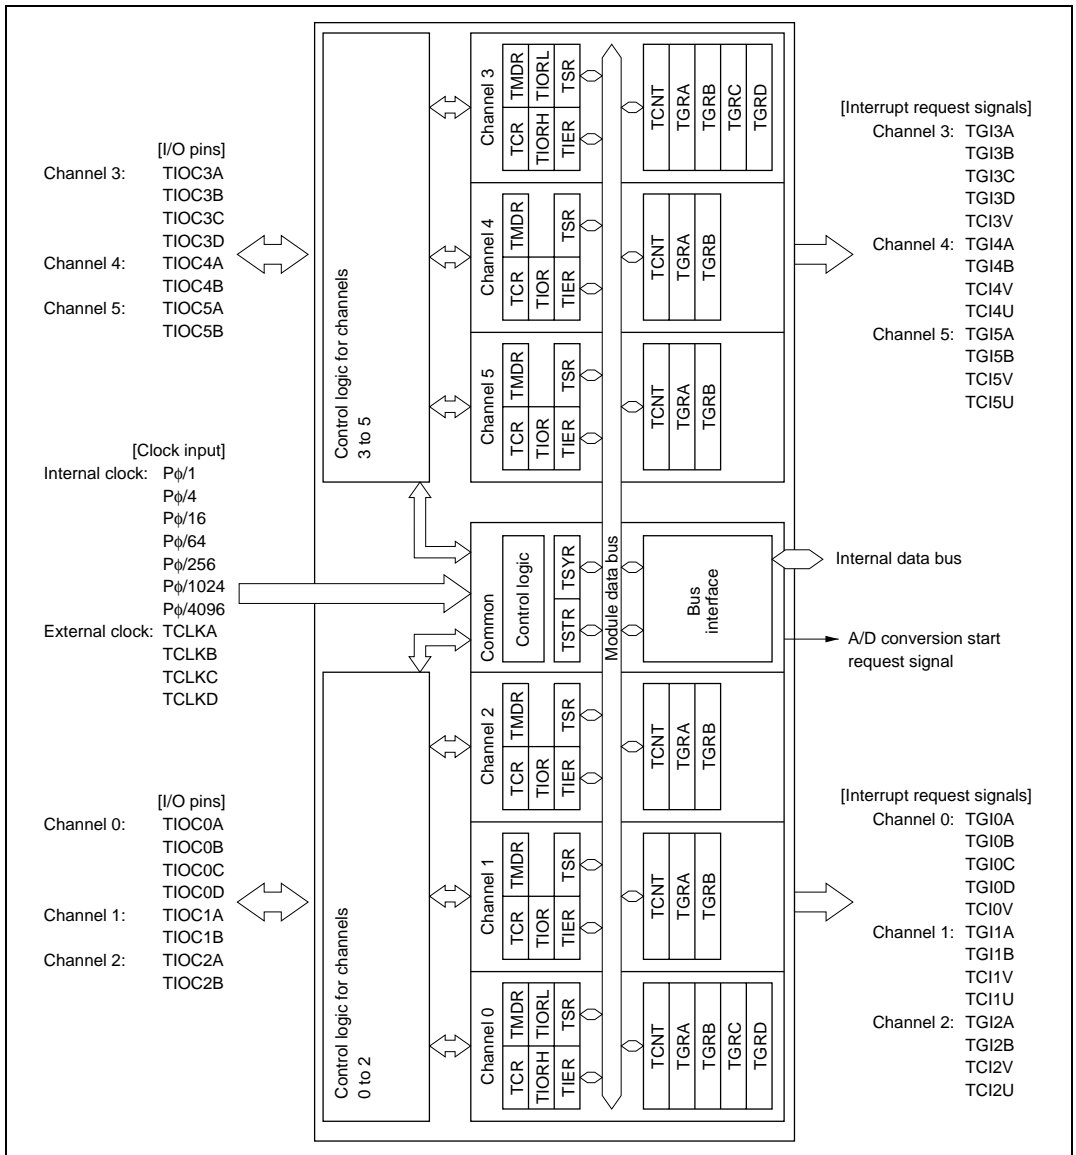 [I/O pins]
Channel 3: TIOC3A
TIOC3B
TIOC3C
TIOC3D
Channel 4: TIOC4A
TIOC4B
Channel 5: TIOC5A
TIOC5B
[Clock input]
Internal clock: Pϕ/1
Pϕ/4
Pϕ/16
Pϕ/64
Pϕ/256
Pϕ/1024
Pϕ/4096
External clock: TCLKA
TCLKB
TCLKC
TCLKD
[I/O pins]
Channel 0: TIOC0A
TIOC0B
TIOC0C
TIOC0D
Channel 1: TIOC1A
TIOC1B
Channel 2: TIOC2A
TIOC2B
Control logic for channels
3 to 5
Control logic for channels
0 to 2
Channel 3
TCR TMDR
TIORH TIORL
TIER TSR
TCNT
TGRA
TGRB
TGRC
TGRD
Channel 4
TCR TMDR
TIOR
TIER TSR
TCNT
TGRA
TGRB
Channel 5
TCR TMDR
TIOR
TIER TSR
TCNT
TGRA
TGRB
Common
Control logic
TSTR TSYR
Module data bus
Bus
interface
Channel 2
TCR TMDR
TIOR
TIER TSR
TCNT
TGRA
TGRB
Channel 1
TCR TMDR
TIOR
TIER TSR
TCNT
TGRA
TGRB
Channel 0
TCR TMDR
TIORH TIORL
TIER TSR
TCNT
TGRA
TGRB
TGRC
TGRD
[Interrupt request signals]
Channel 3: TGI3A
TGI3B
TGI3C
TGI3D
TCI3V
Channel 4: TGI4A
TGI4B
TCI4V
TCI4U
Channel 5: TGI5A
TGI5B
TCI5V
TCI5U
Internal data bus
A/D conversion start
request signal
[Interrupt request signals]
Channel 0: TGI0A
TGI0B
TGI0C
TGI0D
TCI0V
Channel 1: TGI1A
TGI1B
TCI1V
TCI1U
Channel 2: TGI2A
TGI2B
TCI2V
TCI2U